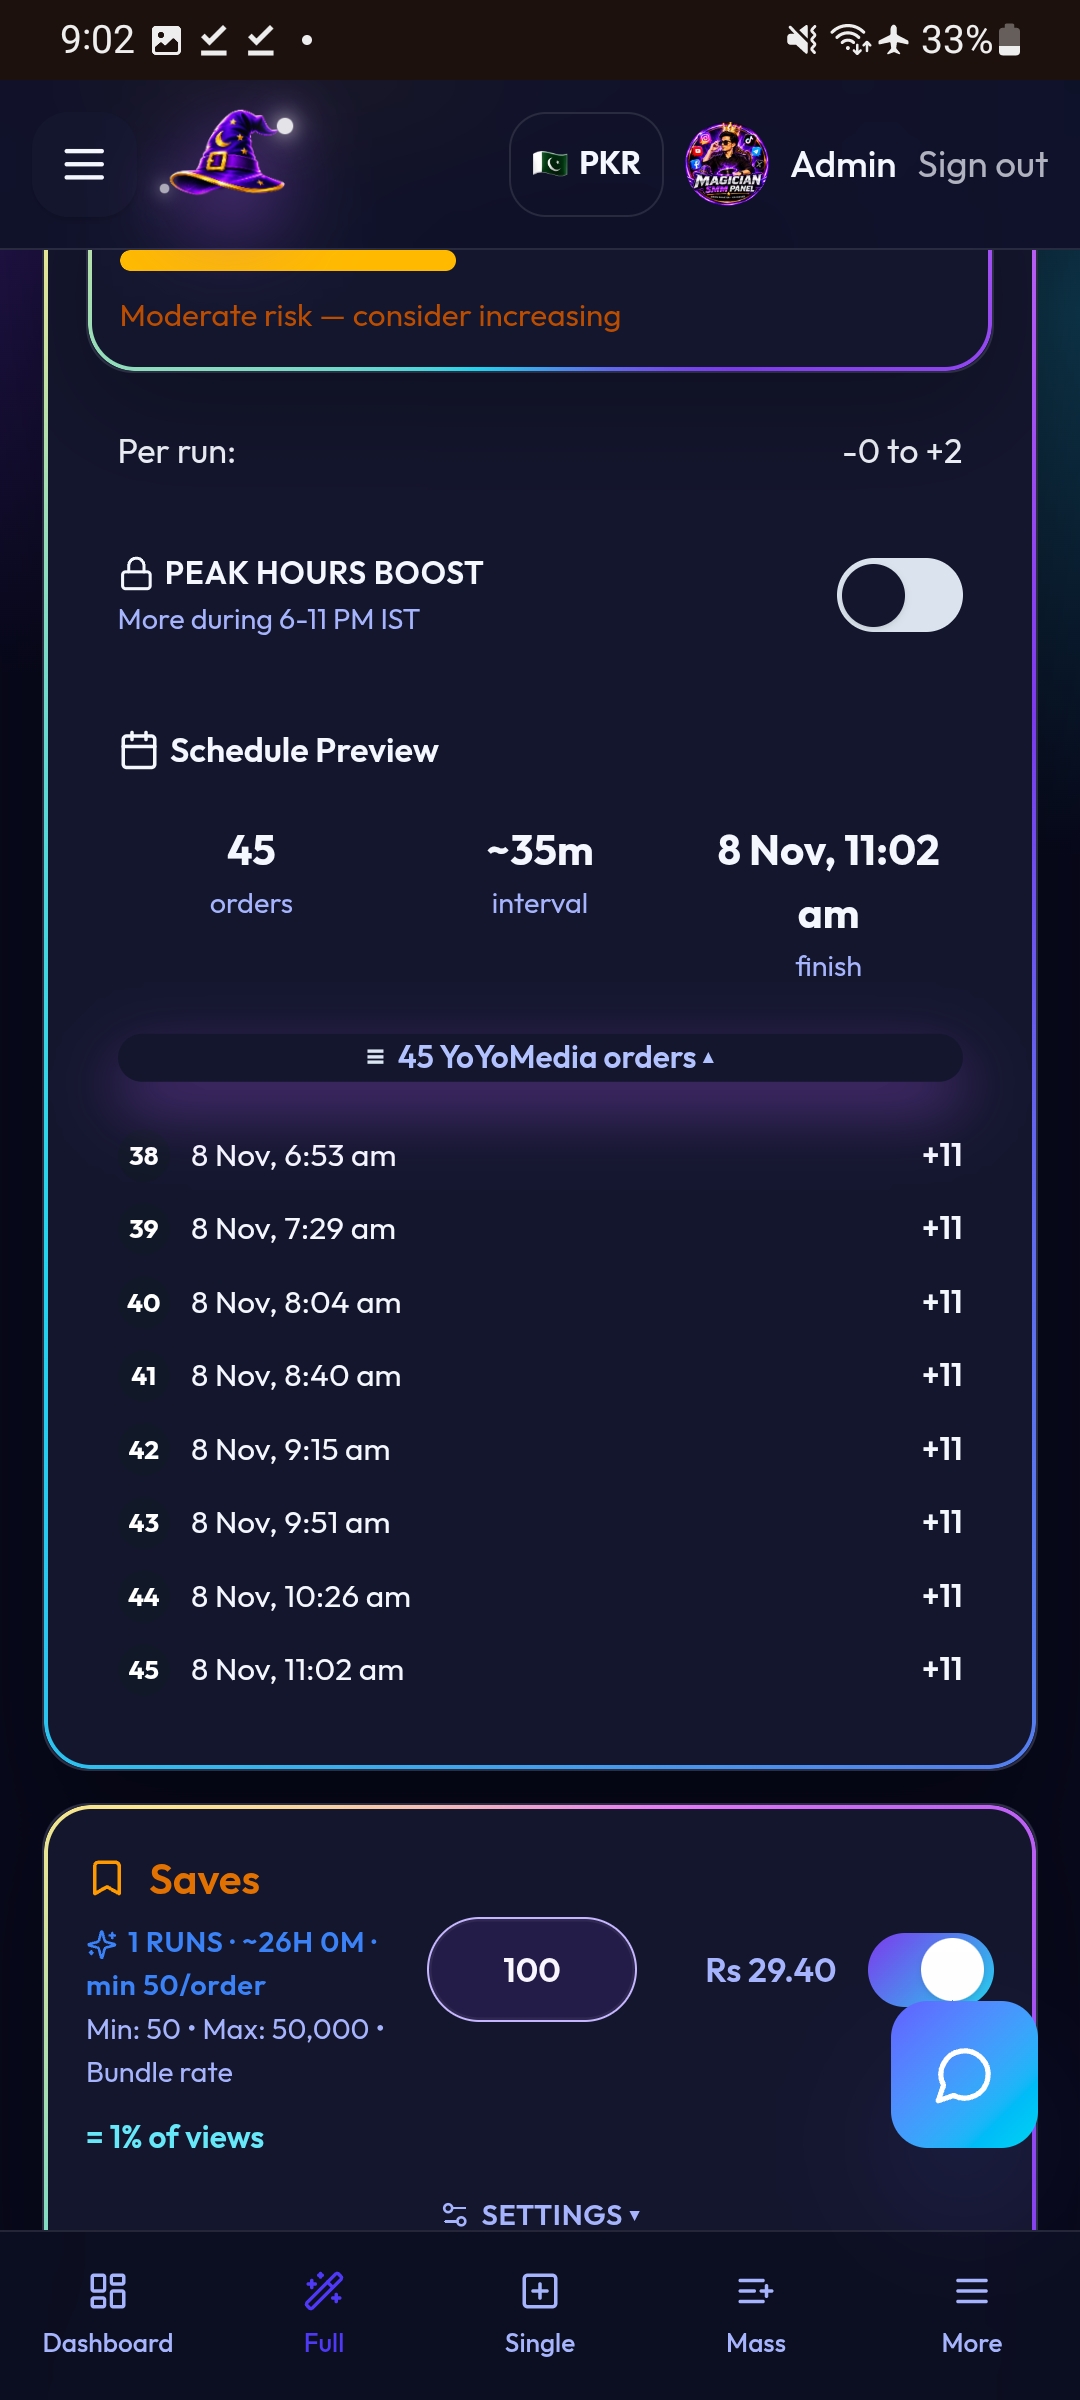 9:02
33%
PKR
MAGICIAN
SMM PANEL
Admin
Sign out
Moderate risk — consider increasing
Per run:
-0 to +2
PEAK HOURS BOOST
More during 6-11 PM IST
Schedule Preview
45
orders
~35m
interval
8 Nov, 11:02
am
finish
≡ 45 YoYoMedia orders ▴
38 8 Nov, 6:53 am +11
39 8 Nov, 7:29 am +11
40 8 Nov, 8:04 am +11
41 8 Nov, 8:40 am +11
42 8 Nov, 9:15 am +11
43 8 Nov, 9:51 am +11
44 8 Nov, 10:26 am +11
45 8 Nov, 11:02 am +11
Saves
1 RUNS · ~26H 0M ·
min 50/order
Min: 50 • Max: 50,000 •
Bundle rate
= 1% of views
100
Rs 29.40
SETTINGS ▾
Dashboard
Full
Single
Mass
More